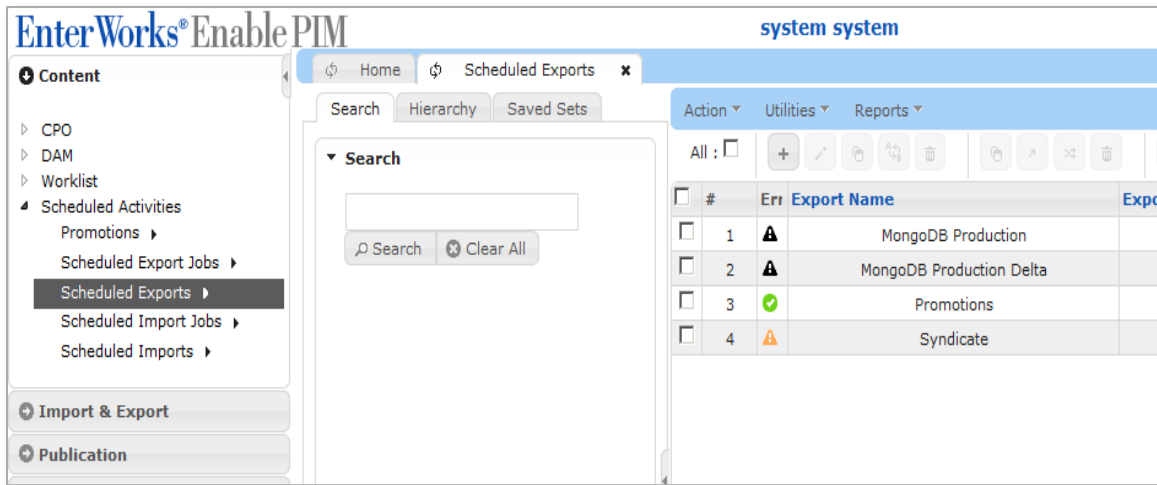 EnterWorks® Enable PIM
system system
Content
CPO
DAM
Worklist
Scheduled Activities
Promotions
Scheduled Export Jobs
Scheduled Exports
Scheduled Import Jobs
Scheduled Imports
Import & Export
Publication
Home Scheduled Exports
Search Hierarchy Saved Sets
Search
Search Clear All
Action Utilities Reports
All :
# Err Export Name Expo
1 MongoDB Production
2 MongoDB Production Delta
3 Promotions
4 Syndicate